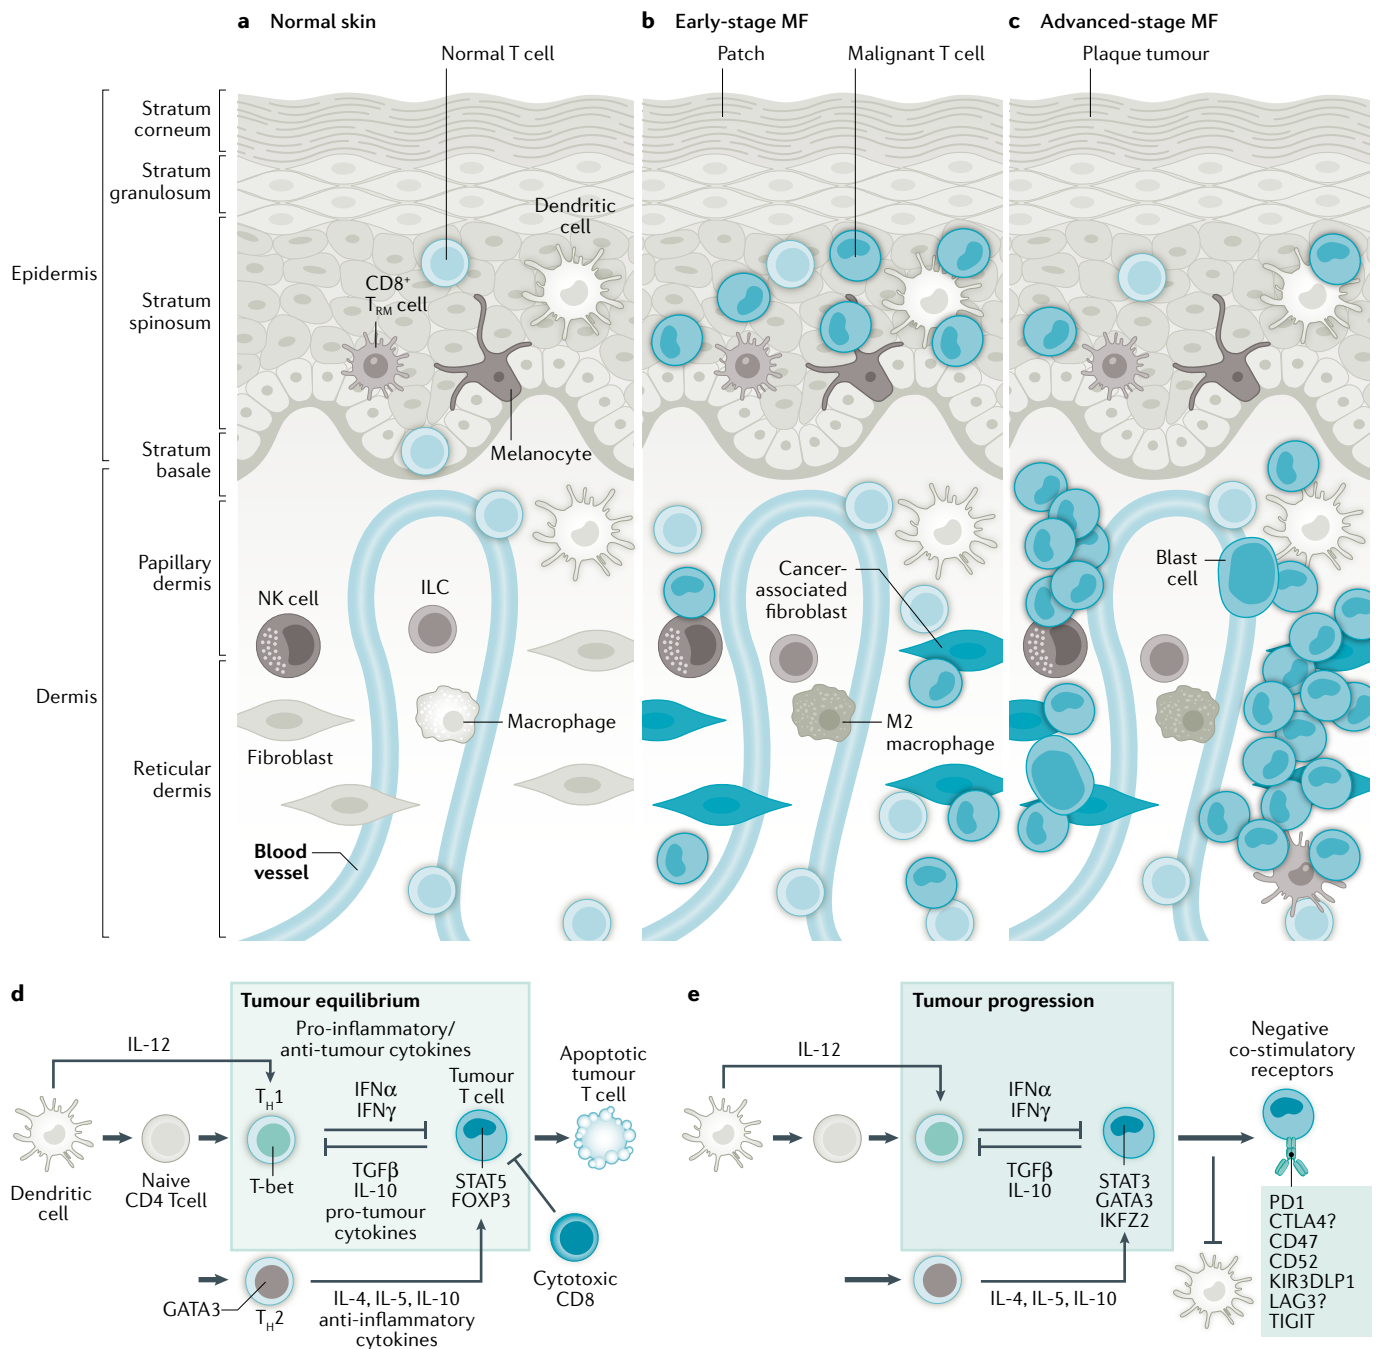 a Normal skin
Normal T cell
b Early-stage MF
Patch
Malignant T cell
c Advanced-stage MF
Plaque tumour
Epidermis
Stratum
corneum
Stratum
granulosum
Stratum
spinosum
Stratum
basale
Dermis
Papillary
dermis
Reticular
dermis
Dendritic
cell
CD8⁺
T_RM cell
Melanocyte
NK cell
ILC
Macrophage
Fibroblast
Blood
vessel
Cancer-
associated
fibroblast
M2
macrophage
Blast
cell
d
Tumour equilibrium
Pro-inflammatory/
anti-tumour cytokines
IL-12
T_H1
IFNα
IFNγ
Tumour
T cell
Apoptotic
tumour
T cell
Dendritic
cell
Naive
CD4 Tcell
T-bet
TGFβ
IL-10
pro-tumour
cytokines
STAT5
FOXP3
Cytotoxic
CD8
GATA3
T_H2
IL-4, IL-5, IL-10
anti-inflammatory
cytokines
e
Tumour progression
IL-12
IFNα
IFNγ
TGFβ
IL-10
STAT3
GATA3
IKFZ2
IL-4, IL-5, IL-10
Negative
co-stimulatory
receptors
PD1
CTLA4?
CD47
CD52
KIR3DLP1
LAG3?
TIGIT